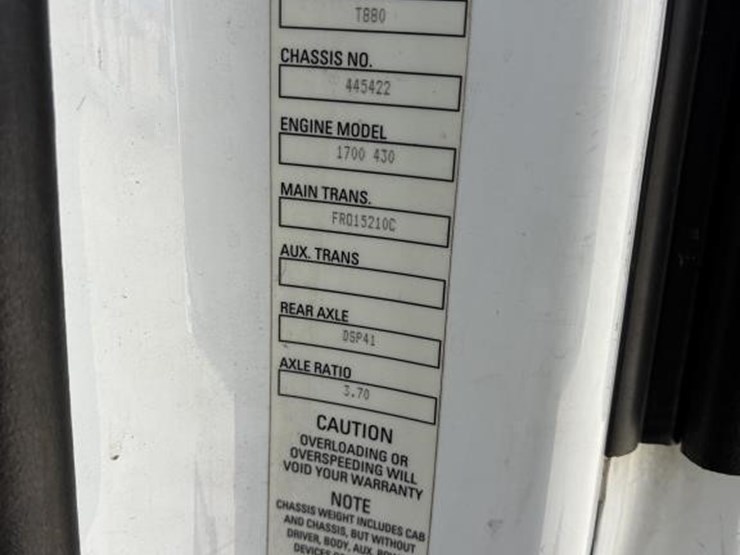 T880
CHASSIS NO.
445422
ENGINE MODEL
1700 430
MAIN TRANS.
FRO15210C
AUX. TRANS
REAR AXLE
DSP41
AXLE RATIO
3.70
CAUTION
OVERLOADING OR
OVERSPEEDING WILL
VOID YOUR WARRANTY
NOTE
CHASSIS WEIGHT INCLUDES CAB
AND CHASSIS, BUT WITHOUT
DRIVER, BODY, AUX.
DEVICES